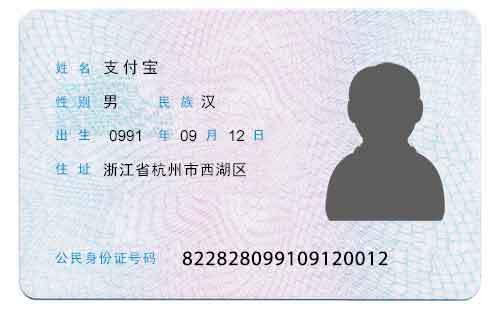 姓名 支付宝
性别 男 民族 汉
出生 0991 年 09 月 12 日
住址 浙江省杭州市西湖区
公民身份证号码 822828099109120012